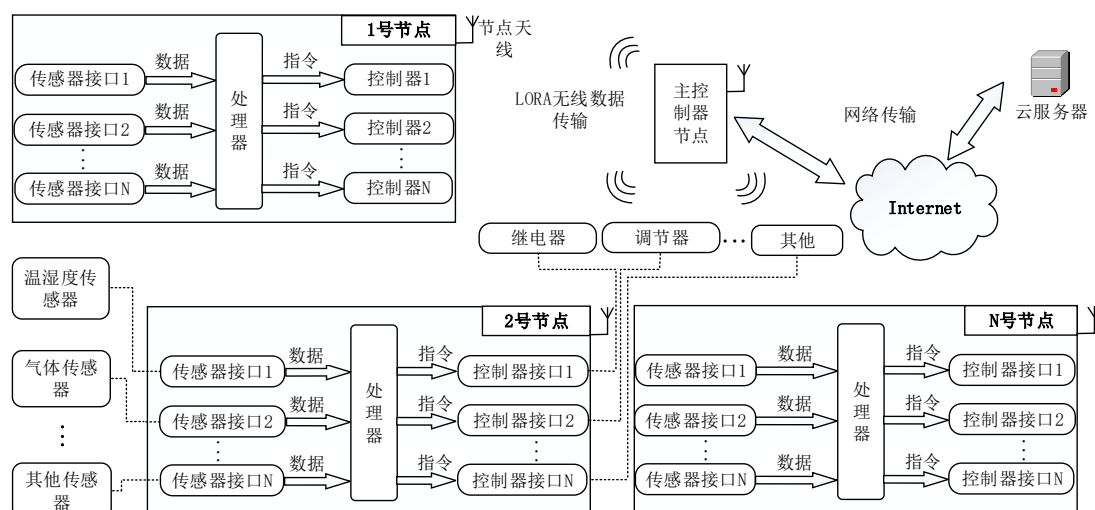 1号节点
节点天
线
数据
指令
传感器接口1
控制器1
数据
指令
传感器接口2
控制器2
数据
指令
传感器接口N
控制器N
处
理
器
LORA无线数据
传输
主控
制器
节点
网络传输
云服务器
Internet
继电器
调节器
其他
温湿度传
感器
气体传感
器
其他传感
器
2号节点
数据
指令
传感器接口1
控制器接口1
数据
指令
传感器接口2
控制器接口2
数据
指令
传感器接口N
控制器接口N
处
理
器
N号节点
数据
指令
传感器接口1
控制器接口1
数据
指令
传感器接口2
控制器接口2
数据
指令
传感器接口N
控制器接口N
处
理
器